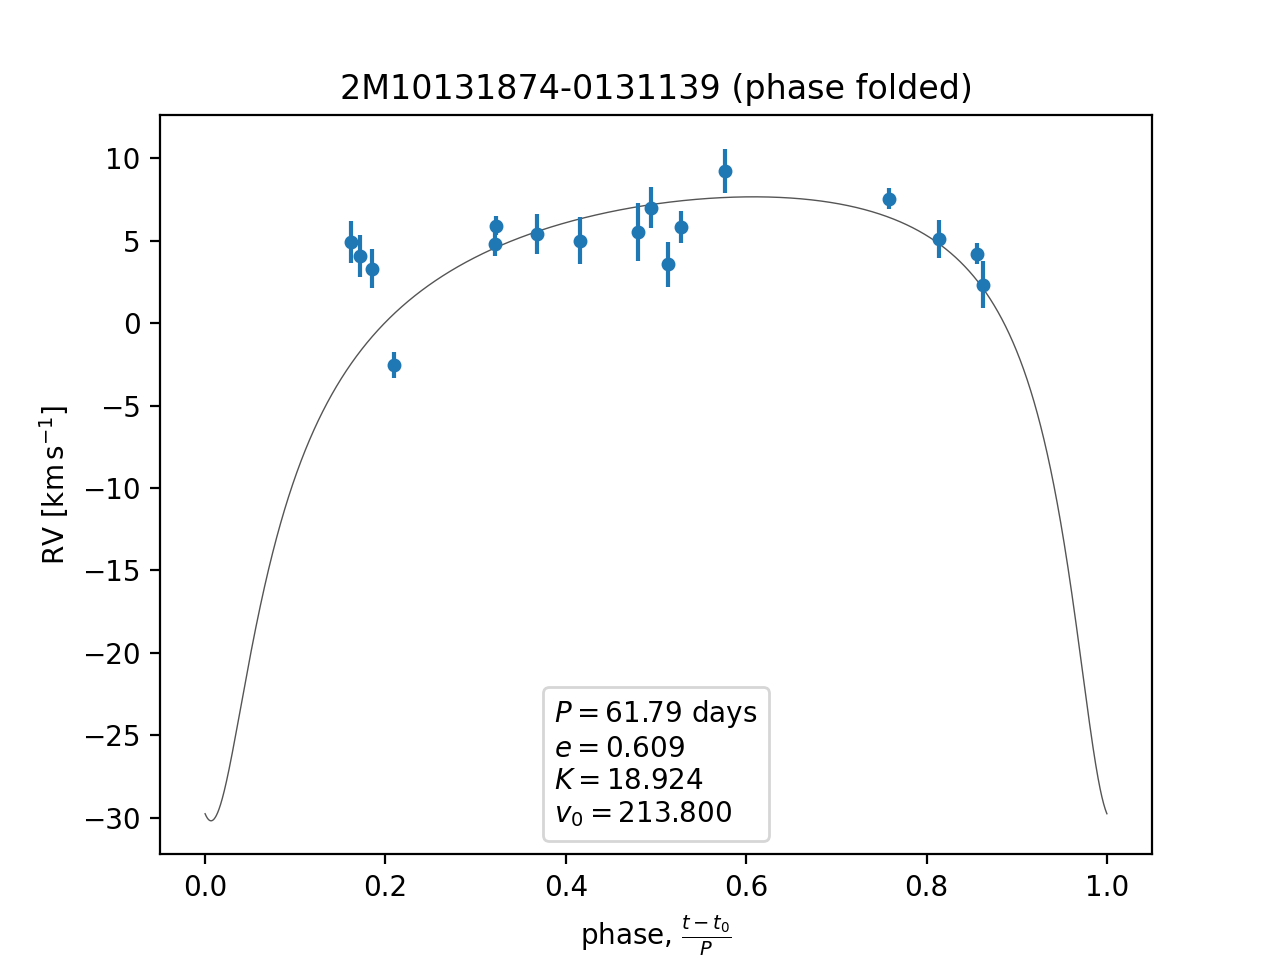 2M10131874-0131139 (phase folded)
RV [km s⁻¹]
10
5
0
−5
−10
−15
−20
−25
−30
P = 61.79 days
e = 0.609
K = 18.924
v₀ = 213.800
0.0 0.2 0.4 0.6 0.8 1.0
phase, (t − t₀)/P